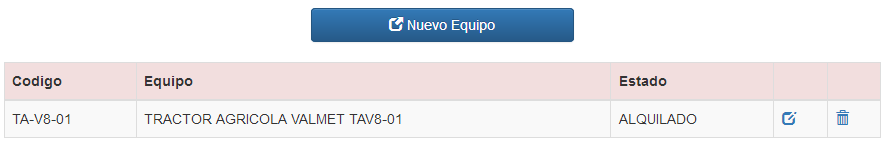 Nuevo Equipo
Codigo Equipo Estado
TA-V8-01 TRACTOR AGRICOLA VALMET TAV8-01 ALQUILADO